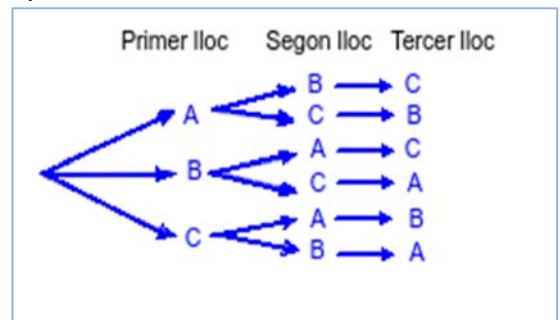 Primer lloc Segon lloc Tercer lloc
B C
A C B
A C
B C A
A B
C B A